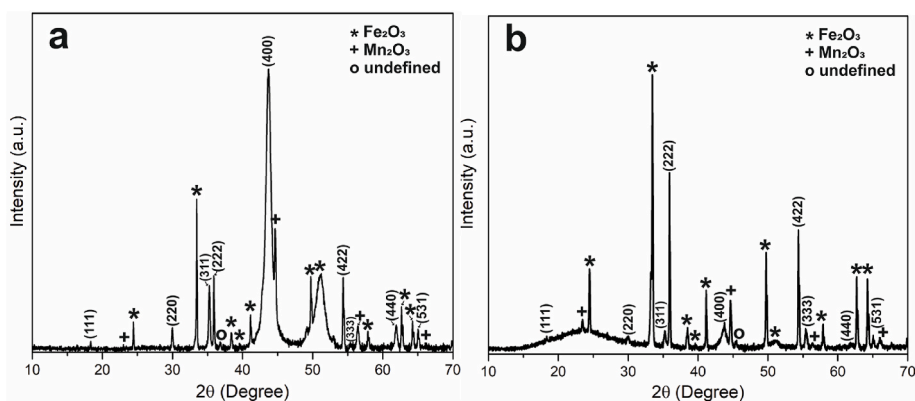 a
* Fe₂O₃
+ Mn₂O₃
o undefined
(400)
*
+
(311)
(222)
*
*
(422)
*
(111)
+
*
(220)
o
*
*
*
(333)
+
*
(440)
*
*
(531)
+
Intensity (a.u.)
10 20 30 40 50 60 70
2θ (Degree)
b
* Fe₂O₃
+ Mn₂O₃
o undefined
*
(222)
(422)
*
*
*
*
(111)
+
(220)
(311)
*
*
*
(400)
+
o
*
(333)
+
*
(440)
(531)
+
Intensity (a.u.)
10 20 30 40 50 60 70
2θ (Degree)